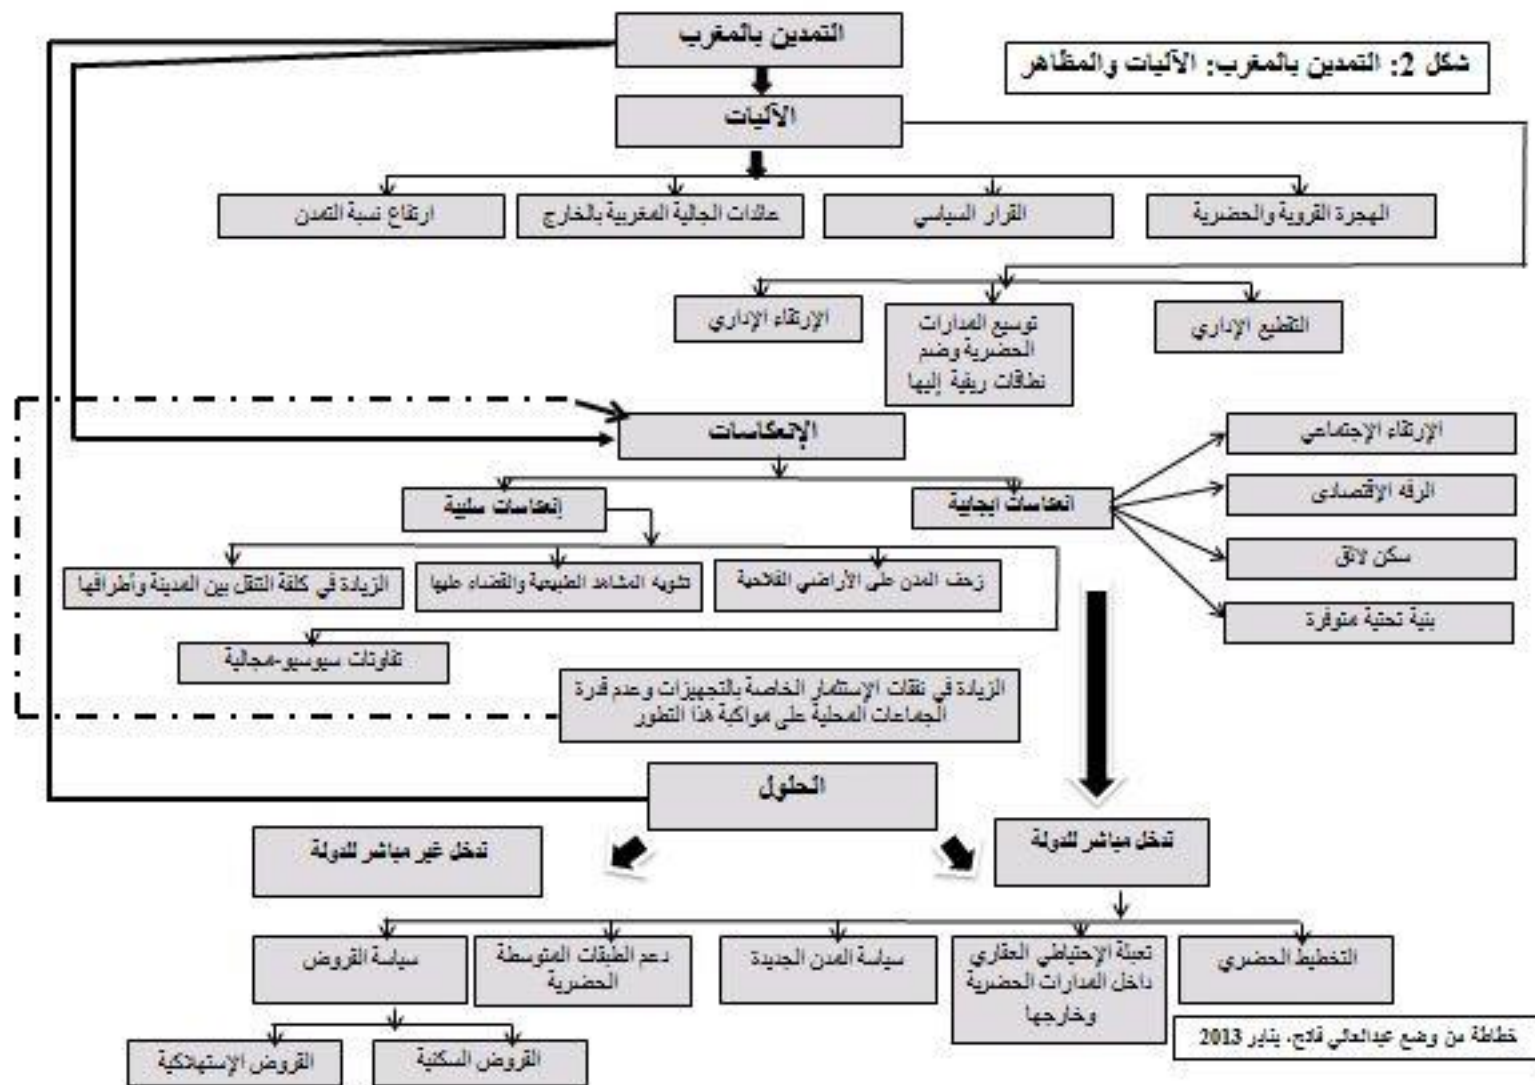 التمدين بالمغرب
شكل 2: التمدين بالمغرب: الآليات والمظاهر
الآليات
الهجرة القروية والحضرية
القرار السياسي
عائدات الجالية المغربية بالخارج
ارتفاع نسبة التمدن
التقطيع الإداري
توسيع المدارات
الحضرية وضم
نطاقات ريفية إليها
الإرتقاء الإداري
الإنعكاسات
الإرتقاء الإجتماعي
الرفه الاقتصادي
سكن لائق
بنية تحتية متوفرة
انعكاسات ايجابية
إنعكاسات سلبية
زحف المدن على الأراضي الفلاحية
تشويه المشاهد الطبيعية والقضاء عليها
الزيادة في كلفة التنقل بين المدينة وأطرافها
تفاوتات سيوسيو-مجالية
الزيادة في نفقات الإستثمار الخاصة بالتجهيزات وعدم قدرة
الجماعات المحلية على مواكبة هذا التطور
الحلول
تدخل مباشر للدولة
تدخل غير مباشر للدولة
التخطيط الحضري
تعبئة الإحتياطي العقاري
داخل المدارات الحضرية
وخارجها
سياسة المدن الجديدة
دعم الطبقات المتوسطة
الحضرية
سياسة القروض
القروض السكنية
القروض الإستهلاكية
خطاطة من وضع عبدالعالي فاتح، يناير 2013